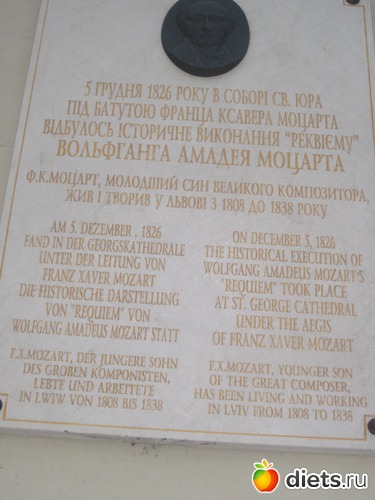 5 ГРУДНЯ 1826 РОКУ В СОБОРІ СВ. ЮРА
ПІД БАТУТОЮ ФРАНЦА КСАВЕРА МОЦАРТА
ВІДБУЛОСЬ ІСТОРИЧНЕ ВИКОНАННЯ "РЕКВІЄМУ"
ВОЛЬФГАНГА АМАДЕЯ МОЦАРТА
Ф.К.МОЦАРТ, МОЛОДШИЙ СИН ВЕЛИКОГО КОМПОЗИТОРА,
ЖИВ І ТВОРИВ У ЛЬВОВІ З 1808 ДО 1838 РОКУ
AM 5. DEZEMBER, 1826
FAND IN DER GEORGSKATHEDRALE
UNTER DER LEITUNG VON
FRANZ XAVER MOZART
DIE HISTORISCHE DARSTELLUNG
VON "REQUIEM" VON
WOLFGANG AMADEUS MOZART STATT
F.X.MOZART, DER JUNGERE SOHN
DES GROBEN KOMPONISTEN,
LEBTE UND ARBEITETE
IN LWIW VON 1808 BIS 1838
ON DECEMBER 5, 1826
THE HISTORICAL EXECUTION OF
WOLFGANG AMADEUS MOZART'S
"REQUIEM" TOOK PLACE
AT ST. GEORGE CATHEDRAL
UNDER THE AEGIS
OF FRANZ XAVER MOZART
F.X.MOZART, YOUNGER SON
OF THE GREAT COMPOSER,
HAS BEEN LIVING AND WORKING
IN LVIV FROM 1808 TO 1838
diets.ru